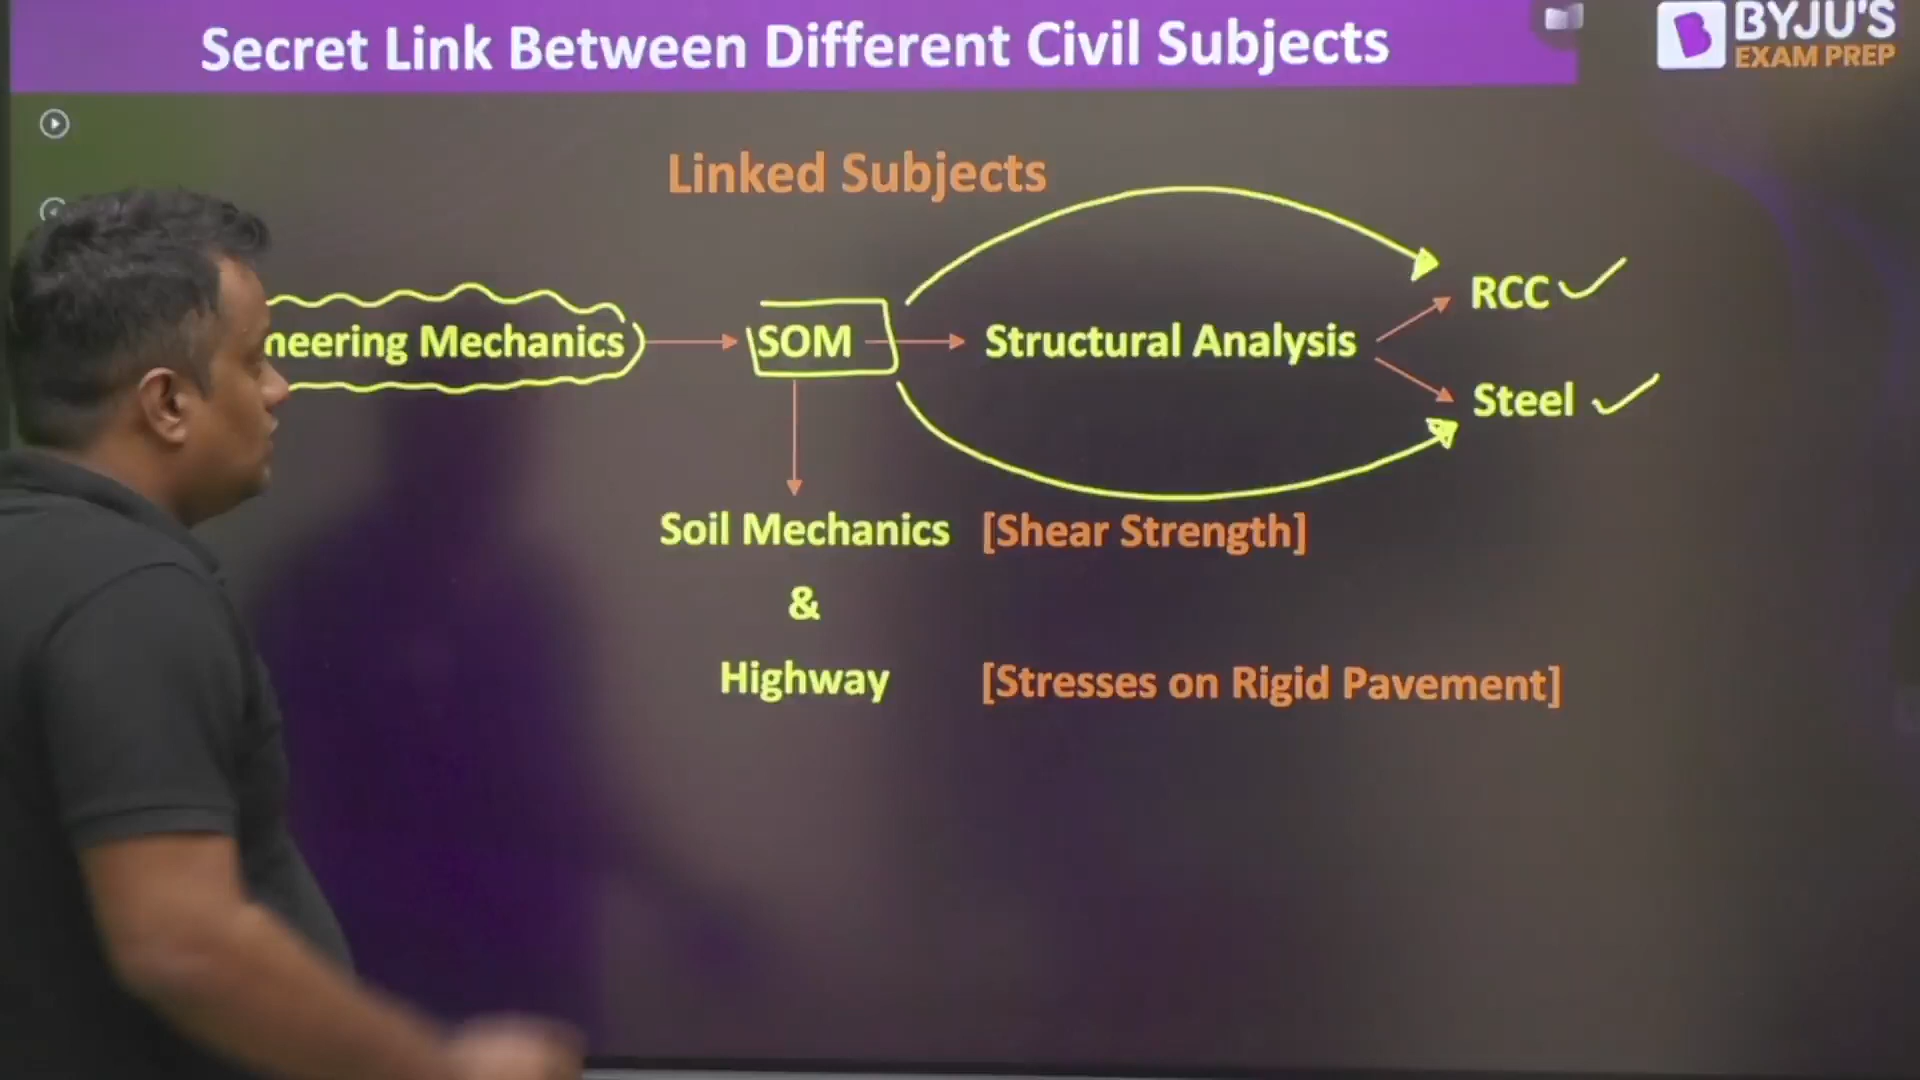 Secret Link Between Different Civil Subjects
BYJU'S
EXAM PREP
Linked Subjects
RCC
Mechanics
SOM
Structural Analysis
Steel
Soil Mechanics [Shear Strength]
&
Highway [Stresses on Rigid Pavement]